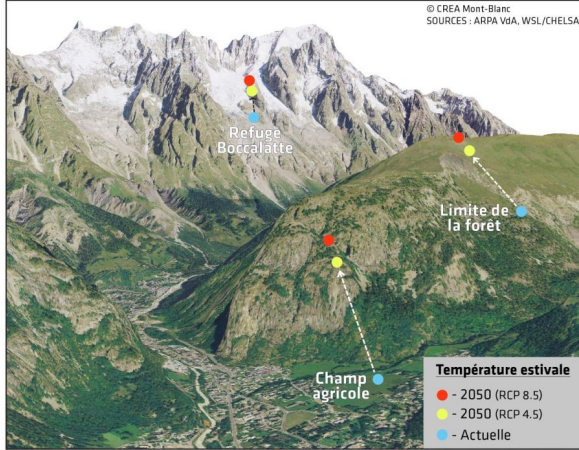 © CREA Mont-Blanc
SOURCES : ARPA VdA, WSL/CHELSA
Refuge
Boccalatte
Limite de
la forêt
Champ
agricole
Température estivale
- 2050 (RCP 8.5)
- 2050 (RCP 4.5)
- Actuelle